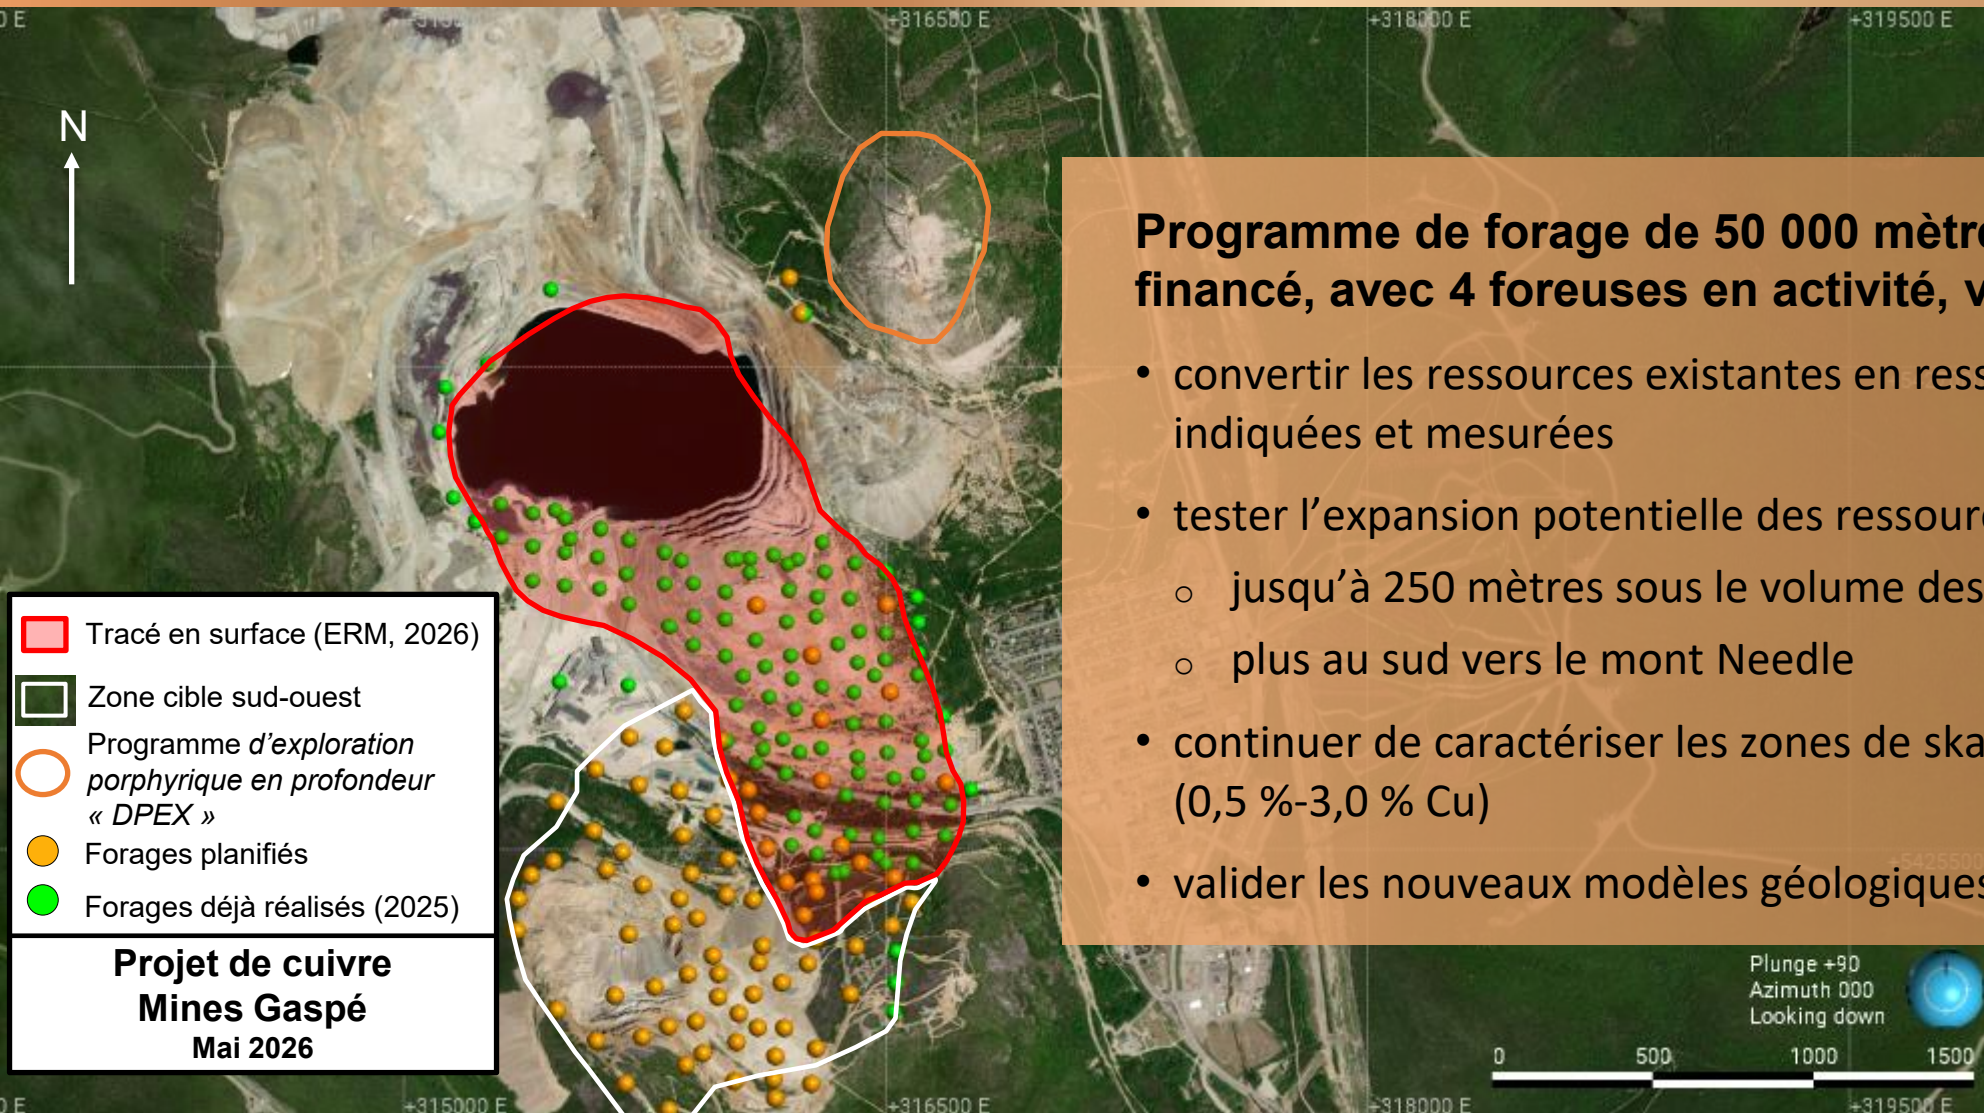 +316500 E
+318000 E
+319500 E
N
Programme de forage de 50 000
financé, avec 4 foreuses en activité,
• convertir les ressources existantes en
indiquées et mesurées
• tester l’expansion potentielle des
o jusqu’à 250 mètres sous le volume des
o plus au sud vers le mont Needle
• continuer de caractériser les zones de
(0,5 %-3,0 % Cu)
• valider les nouveaux modèles géologiques
Tracé en surface (ERM, 2026)
Zone cible sud-ouest
Programme d’exploration
porphyrique en profondeur
« DPEX »
Forages planifiés
Forages déjà réalisés (2025)
Projet de cuivre
Mines Gaspé
Mai 2026
+5425500
Plunge +90
Azimuth 000
Looking down
0 500 1000 1500
+315000 E
+316500 E
+318000 E
+319500 E